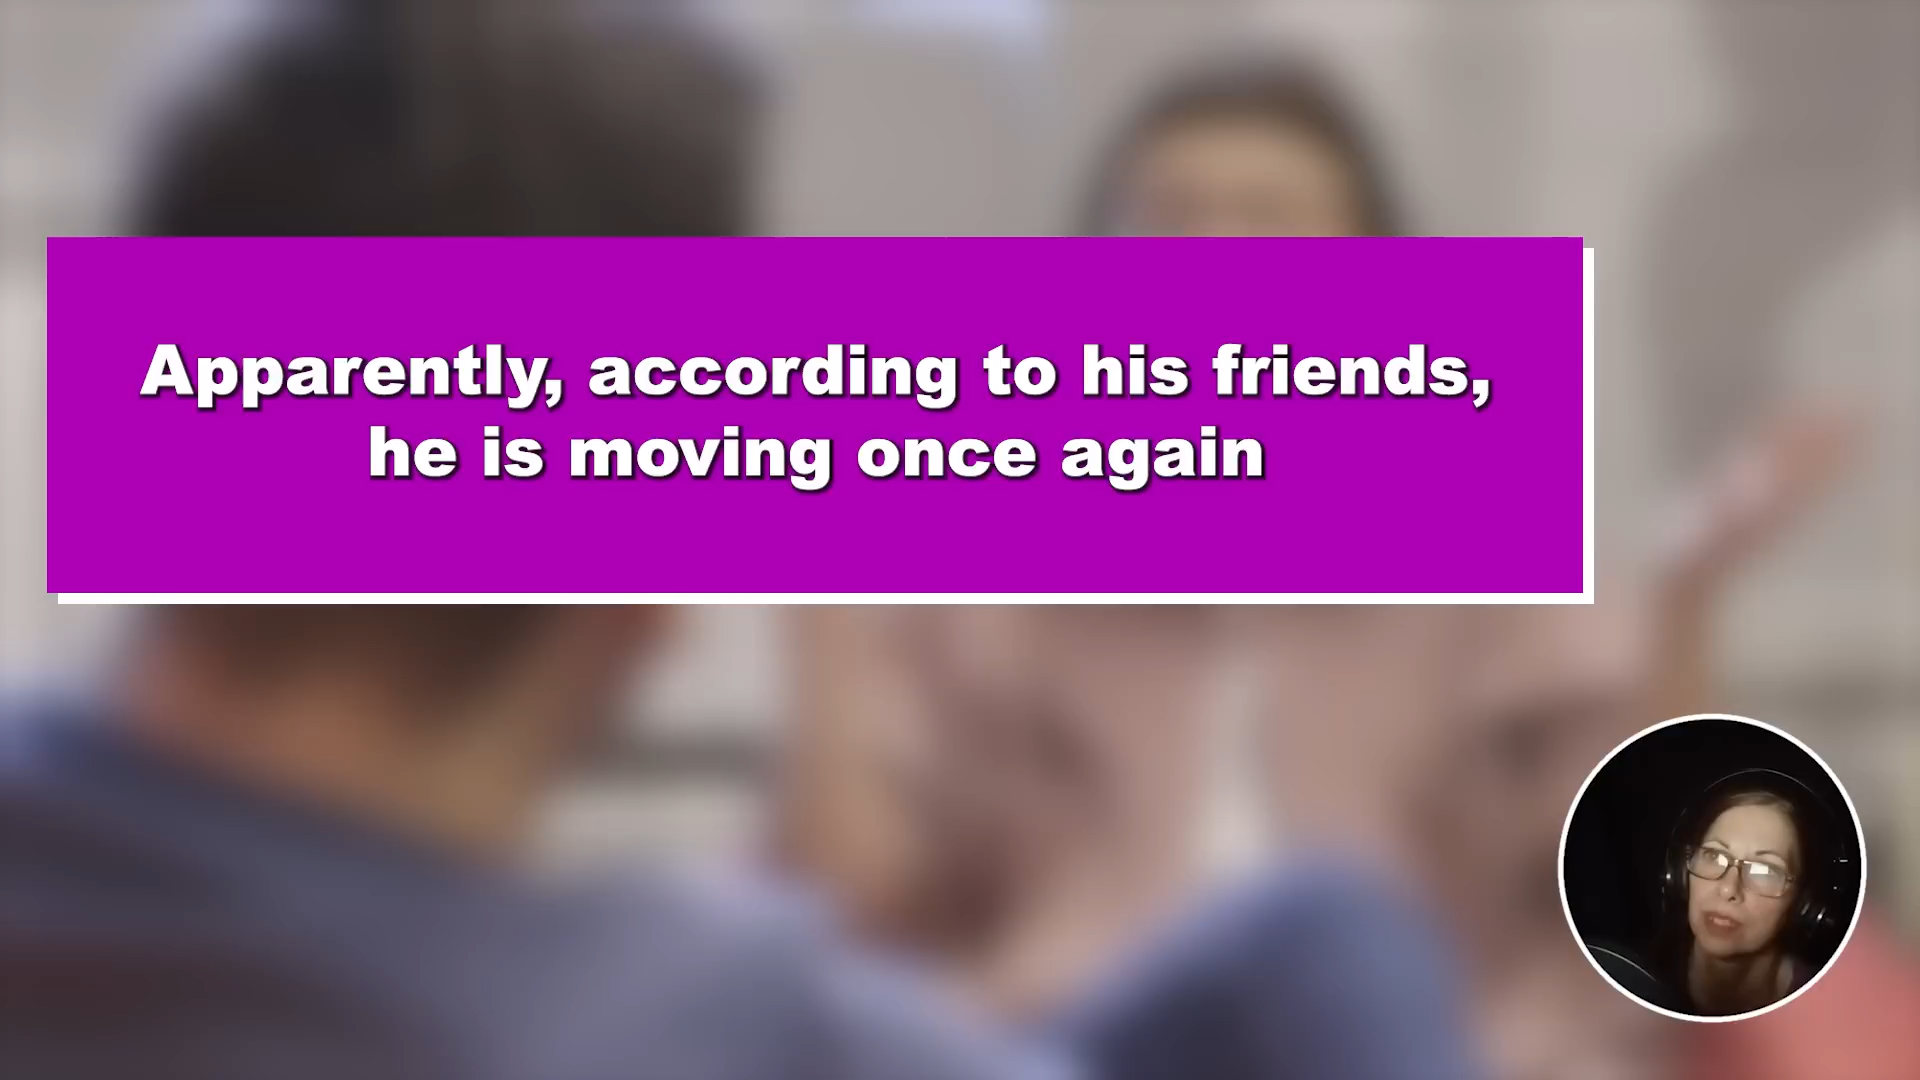 Apparently, according to his friends,
he is moving once again